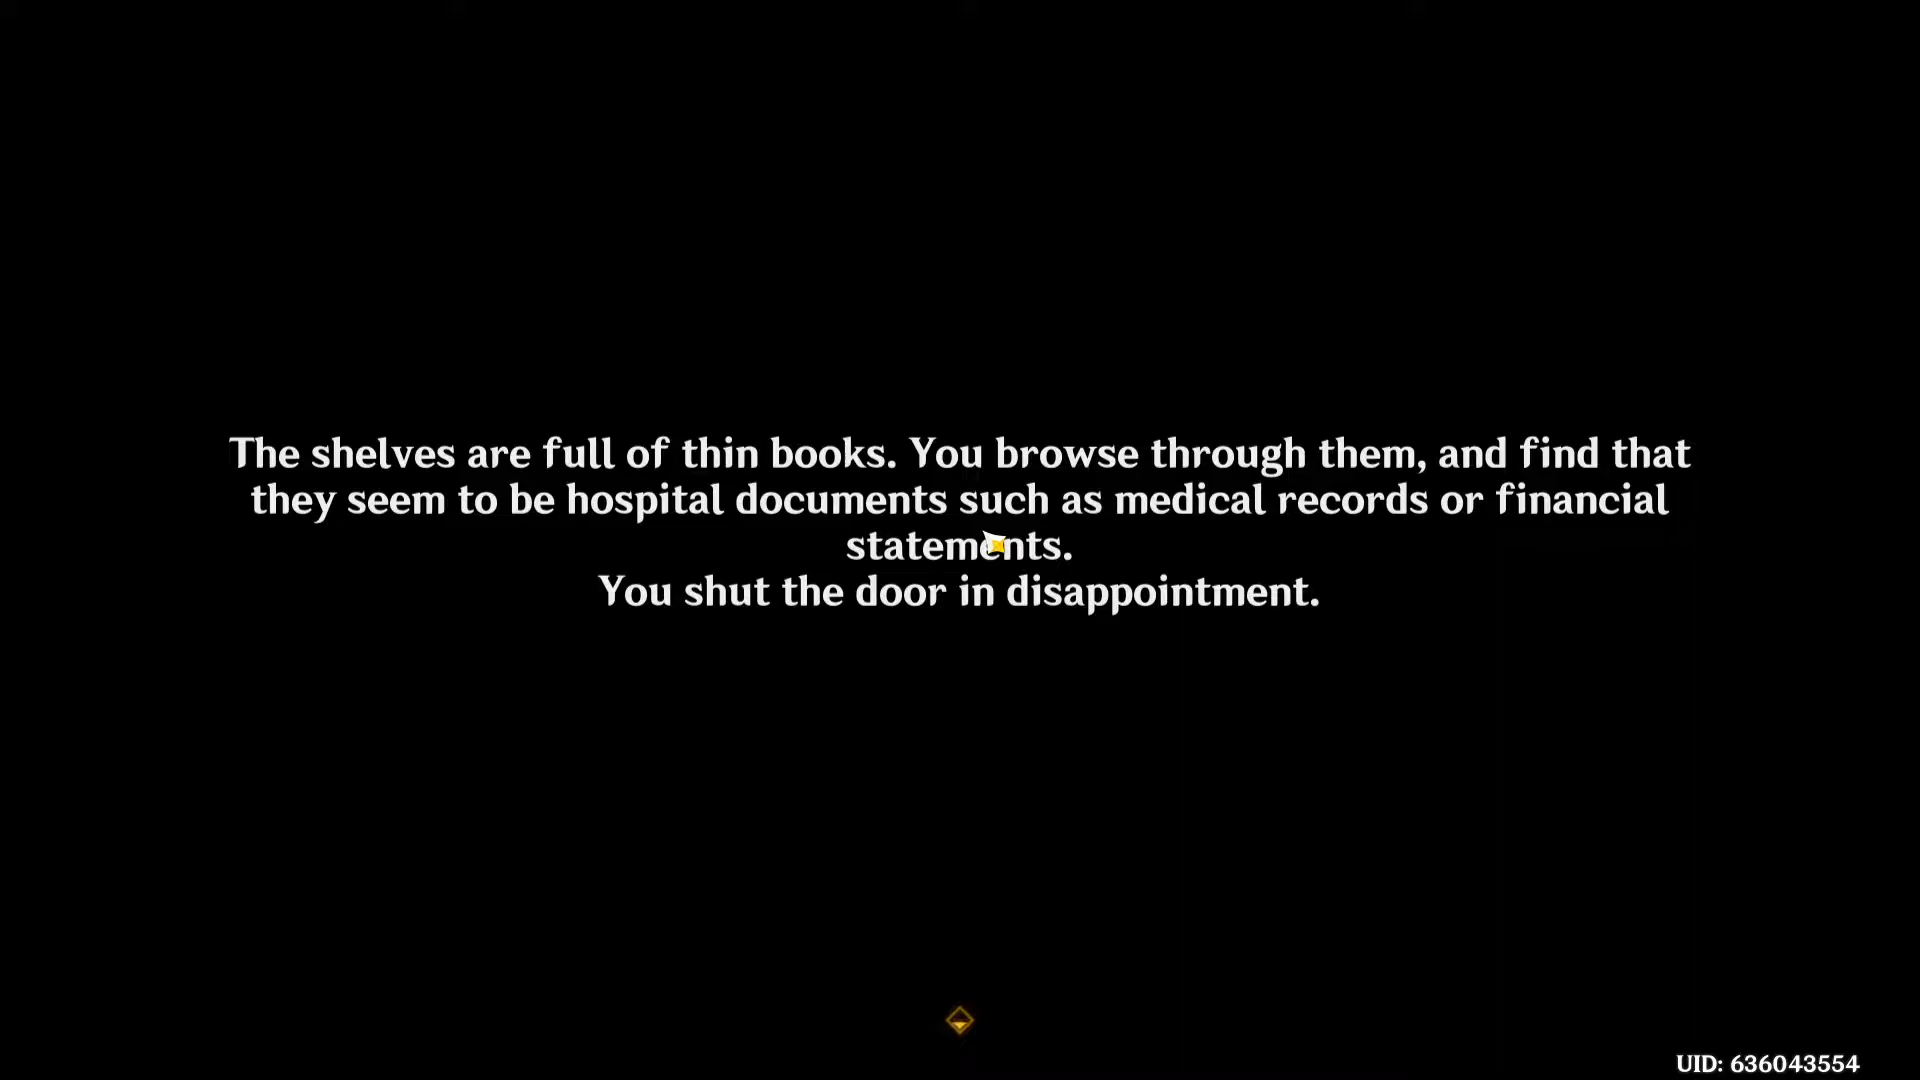 The shelves are full of thin books. You browse through them, and find that
they seem to be hospital documents such as medical records or financial
statements.
You shut the door in disappointment.
UID: 636043554